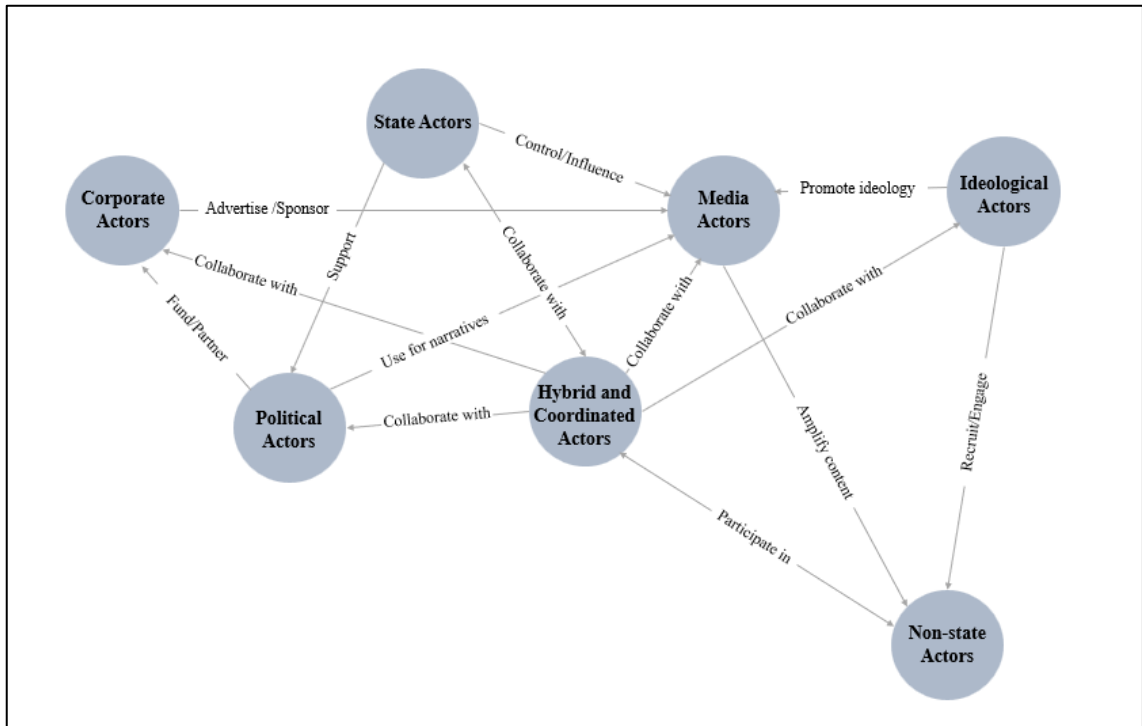 State Actors
Control/Influence
Corporate
Actors
Advertise /Sponsor
Media
Actors
Promote ideology
Ideological
Actors
Support
Collaborate with
Collaborate with
Collaborate with
Collaborate with
Fund/Partner
Use for narratives
Political
Actors
Collaborate with
Hybrid and
Coordinated
Actors
Amplify content
Recruit/Engage
Participate in
Non-state
Actors